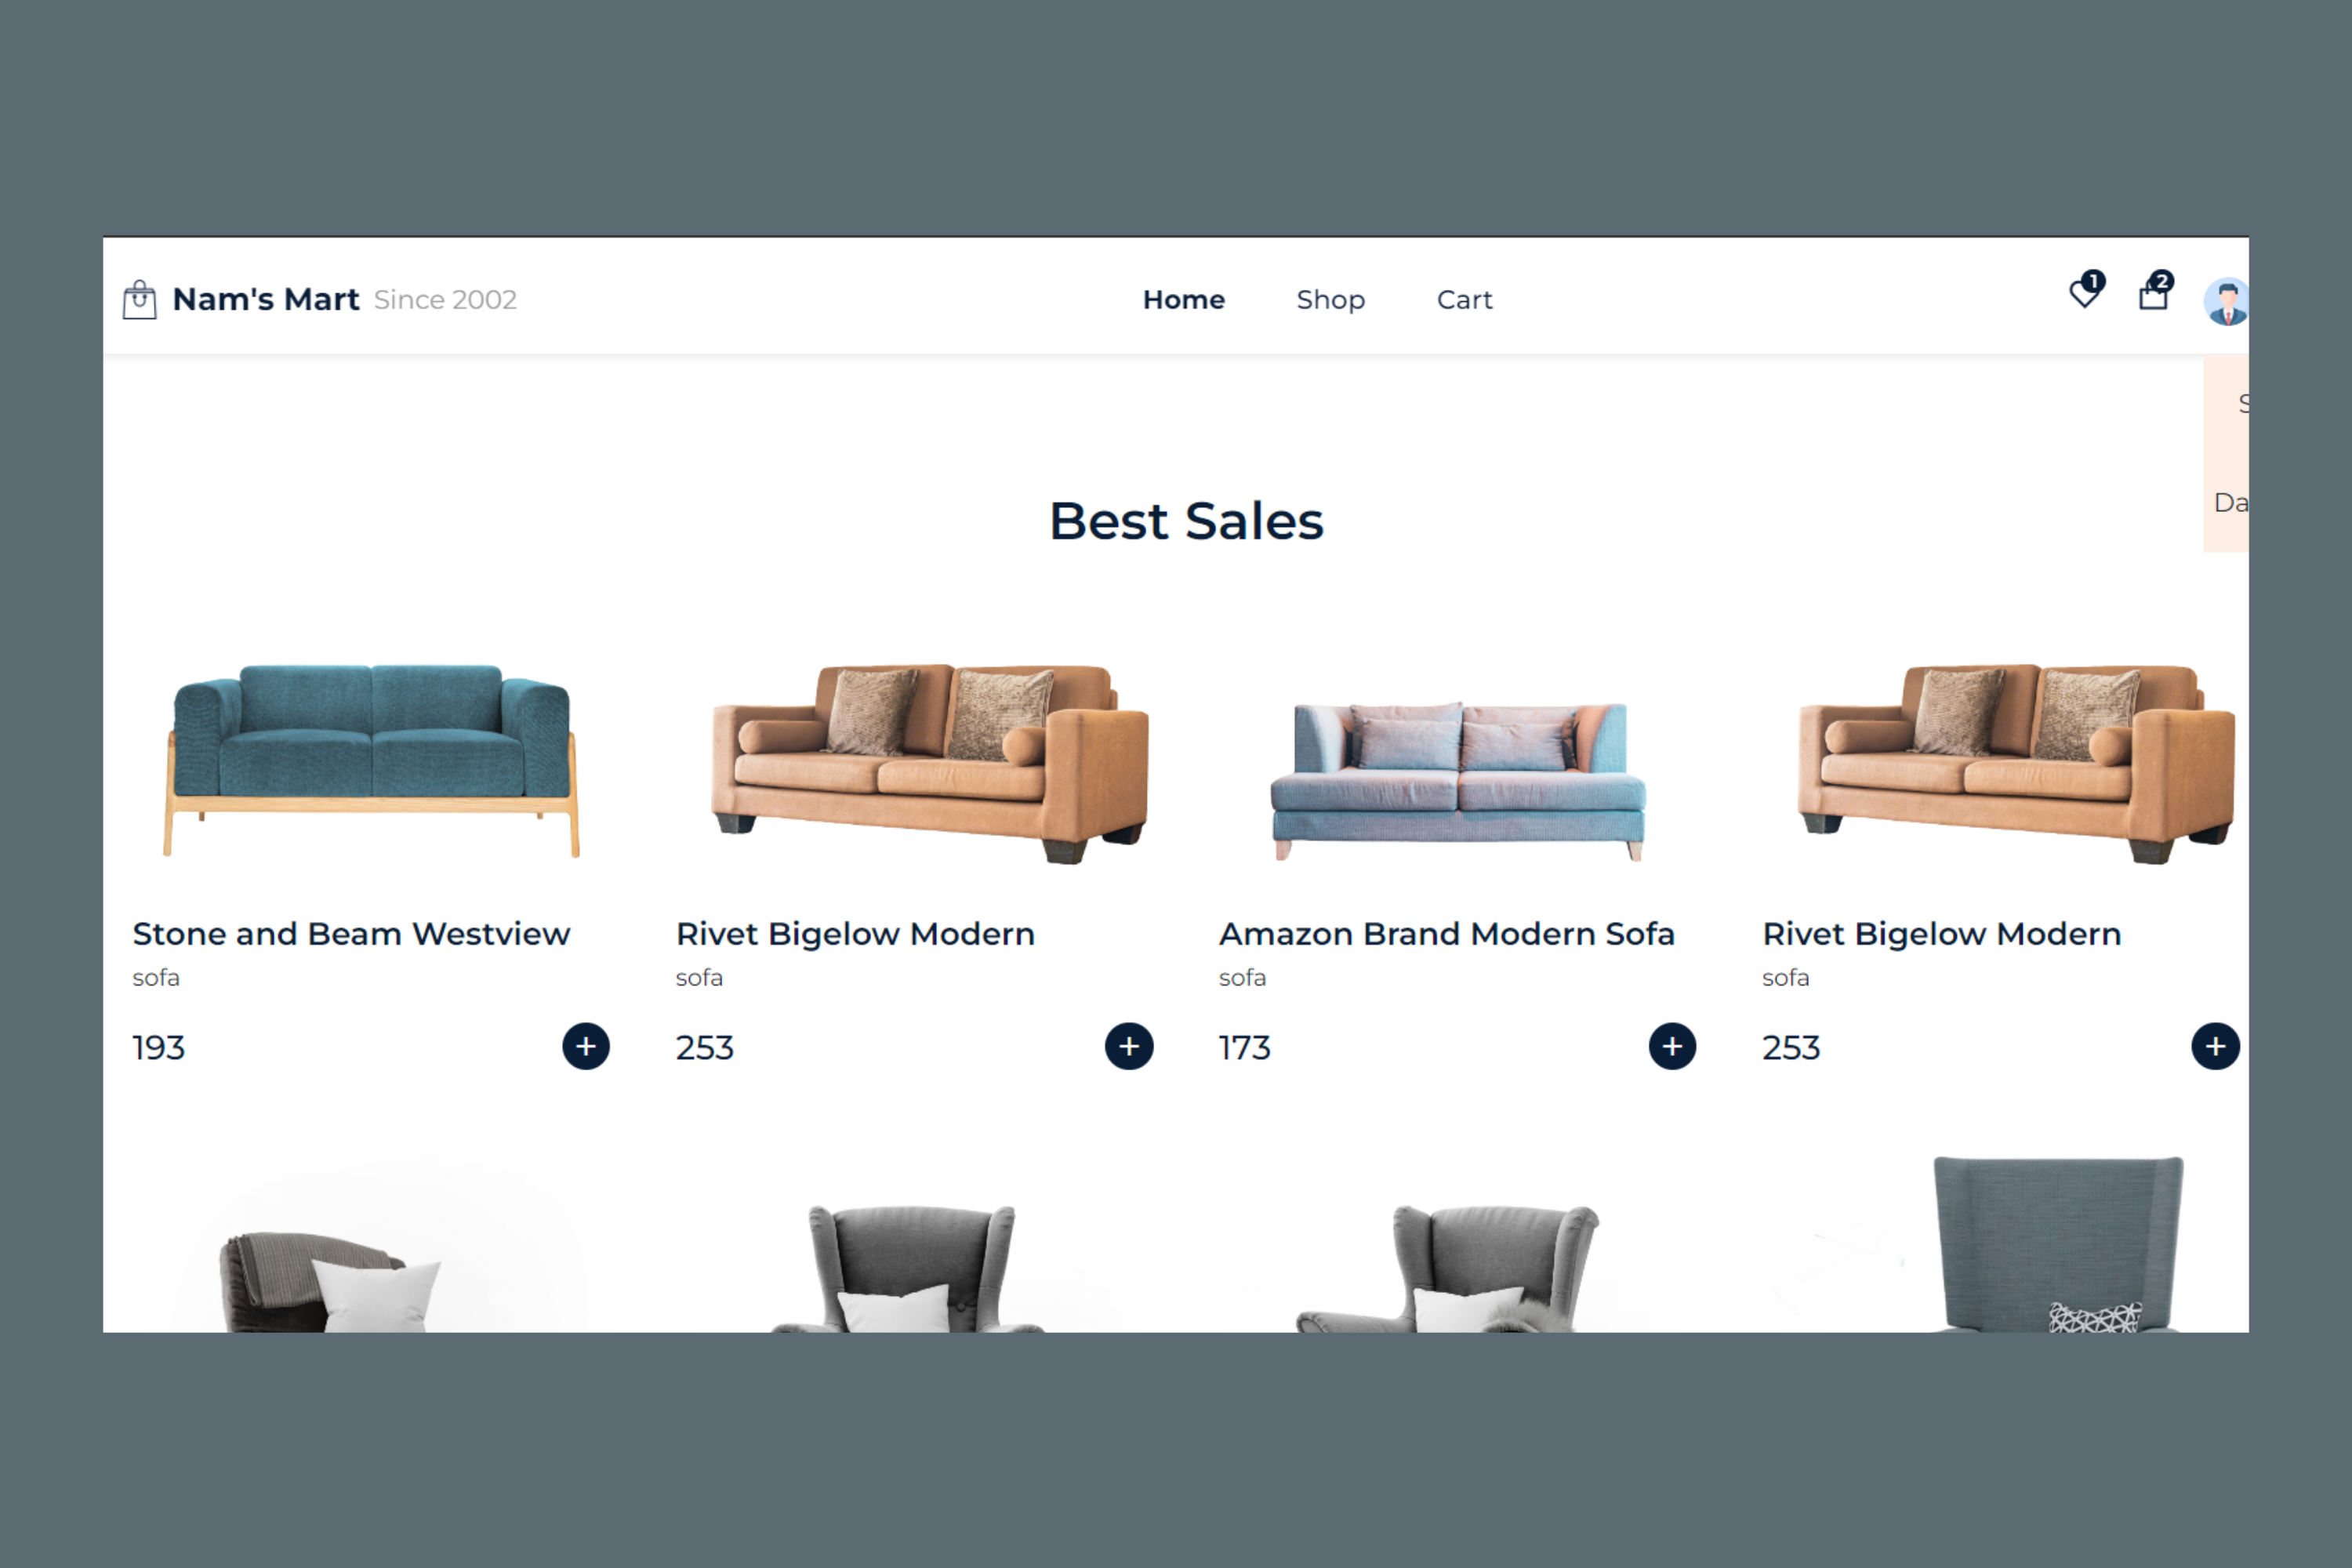 Nam's Mart Since 2002 Home Shop Cart 1 2
Best Sales
Stone and Beam Westview
sofa
193 +
Rivet Bigelow Modern
sofa
253 +
Amazon Brand Modern Sofa
sofa
173 +
Rivet Bigelow Modern
sofa
253 +